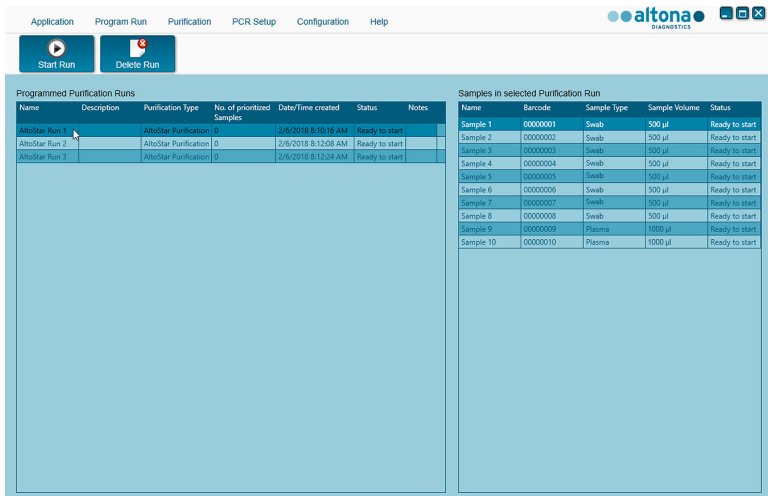 Application Program Run Purification PCR Setup Configuration Help
altona
DIAGNOSTICS
Start Run Delete Run
Programmed Purification Runs
Name Description Purification Type No. of prioritized Samples Date/Time created Status Notes
AltoStar Run 1 AltoStar Purification 0 2/6/2018 8:10:16 AM Ready to start
AltoStar Run 2 AltoStar Purification 0 2/6/2018 8:12:08 AM Ready to start
AltoStar Run 3 AltoStar Purification 0 2/6/2018 8:12:24 AM Ready to start
Samples in selected Purification Run
Name Barcode Sample Type Sample Volume Status
Sample 1 00000001 Swab 500 µl Ready to start
Sample 2 00000002 Swab 500 µl Ready to start
Sample 3 00000003 Swab 500 µl Ready to start
Sample 4 00000004 Swab 500 µl Ready to start
Sample 5 00000005 Swab 500 µl Ready to start
Sample 6 00000006 Swab 500 µl Ready to start
Sample 7 00000007 Swab 500 µl Ready to start
Sample 8 00000008 Swab 500 µl Ready to start
Sample 9 00000009 Plasma 1000 µl Ready to start
Sample 10 00000010 Plasma 1000 µl Ready to start